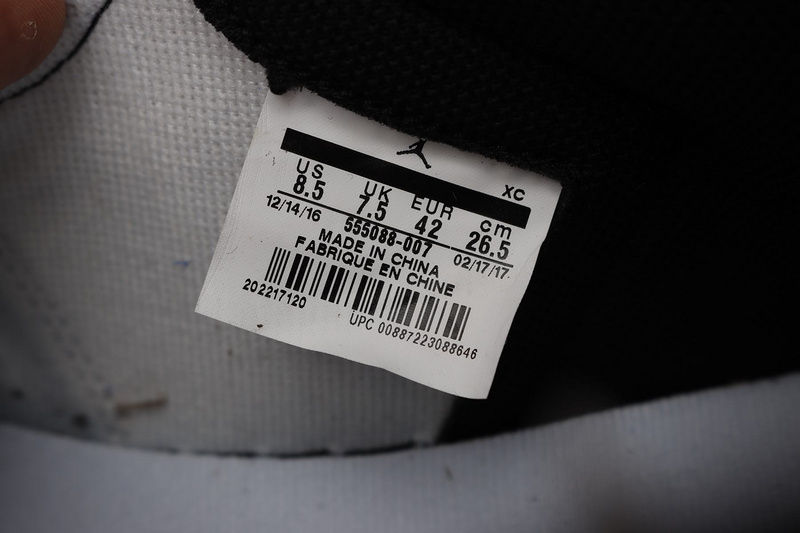 XC
US UK EUR cm
8.5 7.5 42 26.5
12/14/16 555088-007 02/17/17
MADE IN CHINA
FABRIQUE EN CHINE
202217120
UPC 00887223088646